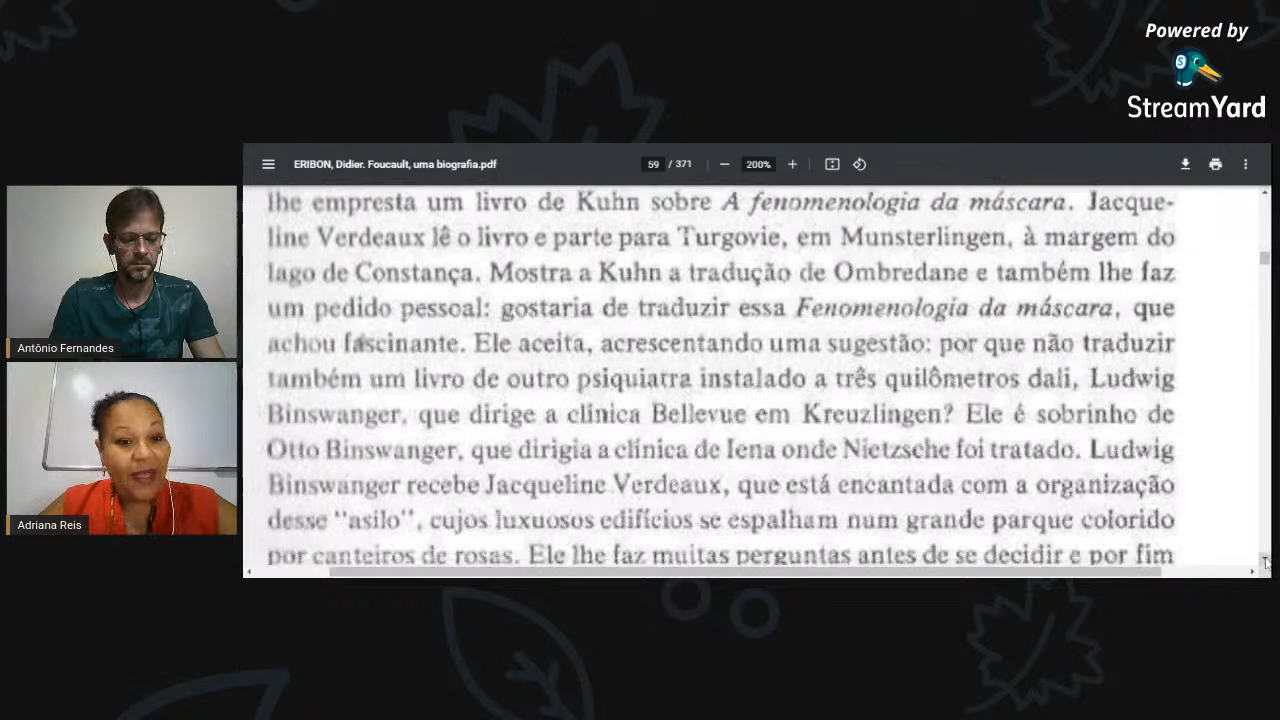 Powered by
StreamYard
ERIBON, Didier. Foucault, uma biografia.pdf
59 / 371
200%
lhe empresta um livro de Kuhn sobre A fenomenologia da máscara. Jacque-
line Verdeaux lê o livro e parte para Turgovie, em Munsterlingen, à margem do
lago de Constança. Mostra a Kuhn a tradução de Ombredane e também lhe faz
um pedido pessoal: gostaria de traduzir essa Fenomenologia da máscara, que
achou fascinante. Ele aceita, acrescentando uma sugestão: por que não traduzir
também um livro de outro psiquiatra instalado a três quilômetros dali, Ludwig
Binswanger, que dirige a clínica Bellevue em Kreuzlingen? Ele é sobrinho de
Otto Binswanger, que dirigia a clínica de Iena onde Nietzsche foi tratado. Ludwig
Binswanger recebe Jacqueline Verdeaux, que está encantada com a organização
desse “asilo”, cujos luxuosos edifícios se espalham num grande parque colorido
por canteiros de rosas. Ele lhe faz muitas perguntas antes de se decidir e por fim
Antônio Fernandes
Adriana Reis